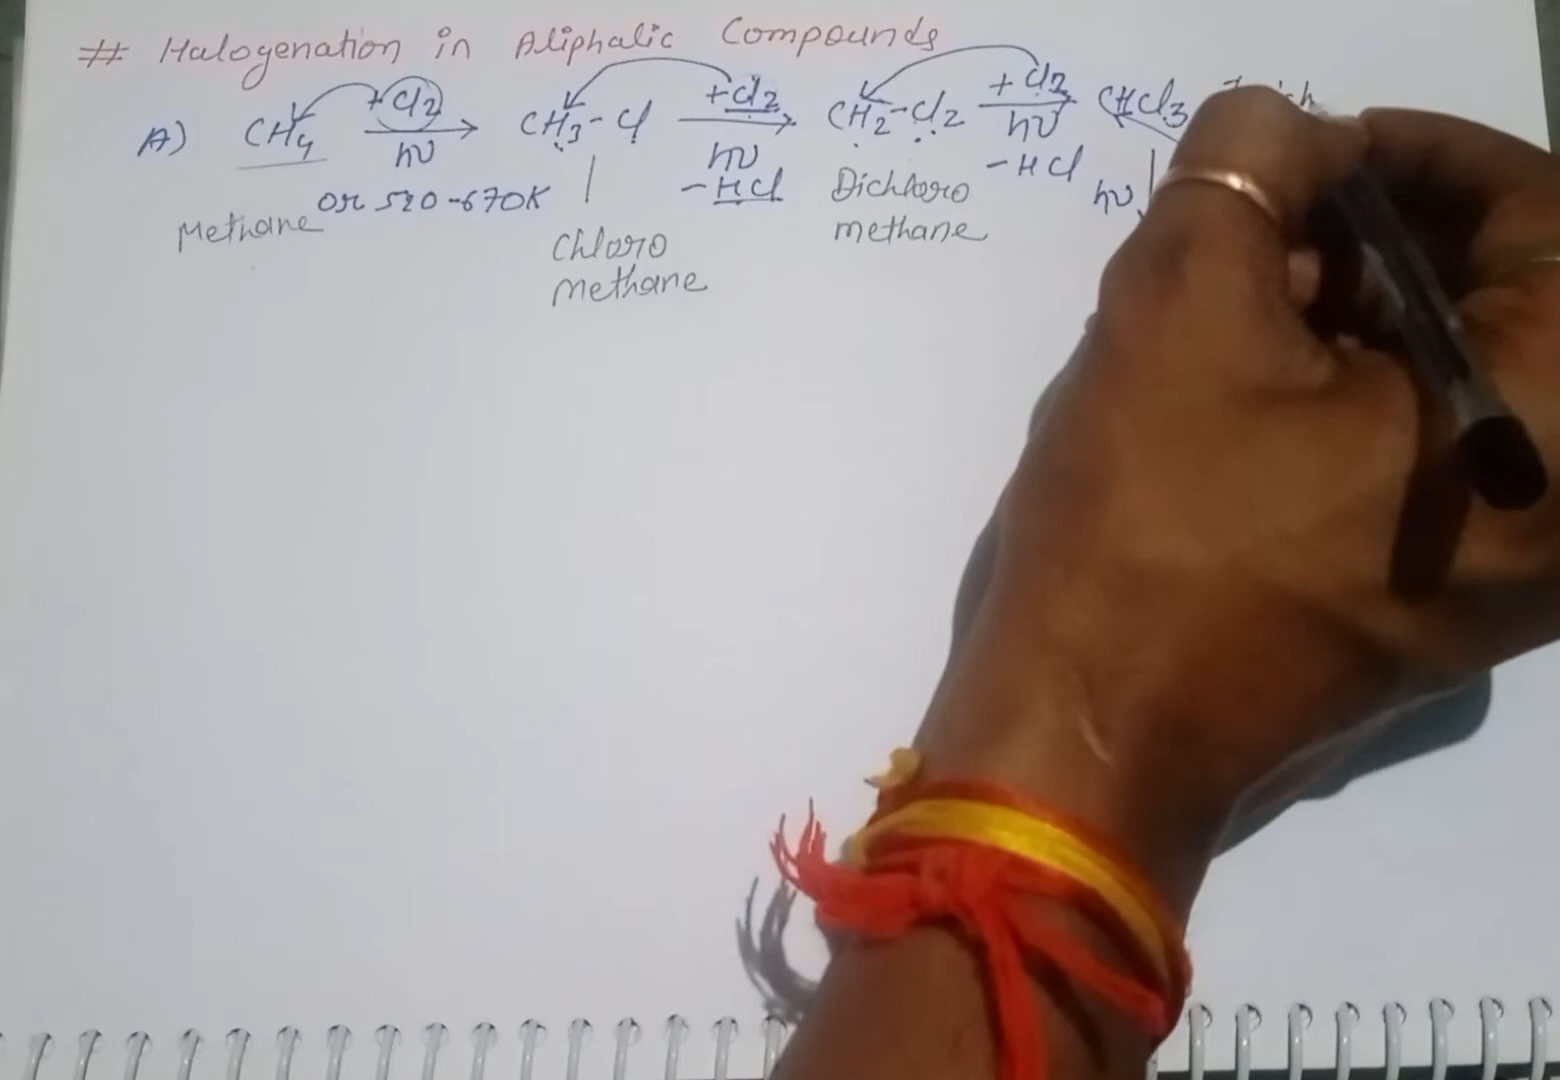 # Halogenation in Aliphalic Compounds
A) CH4 + Cl2 → CH3-Cl + Cl2 → CH2-Cl2 + Cl2 → CHCl3
hν hν hν
or 520-670K -HCl -HCl hν
Methane Chloro methane Dichloro methane